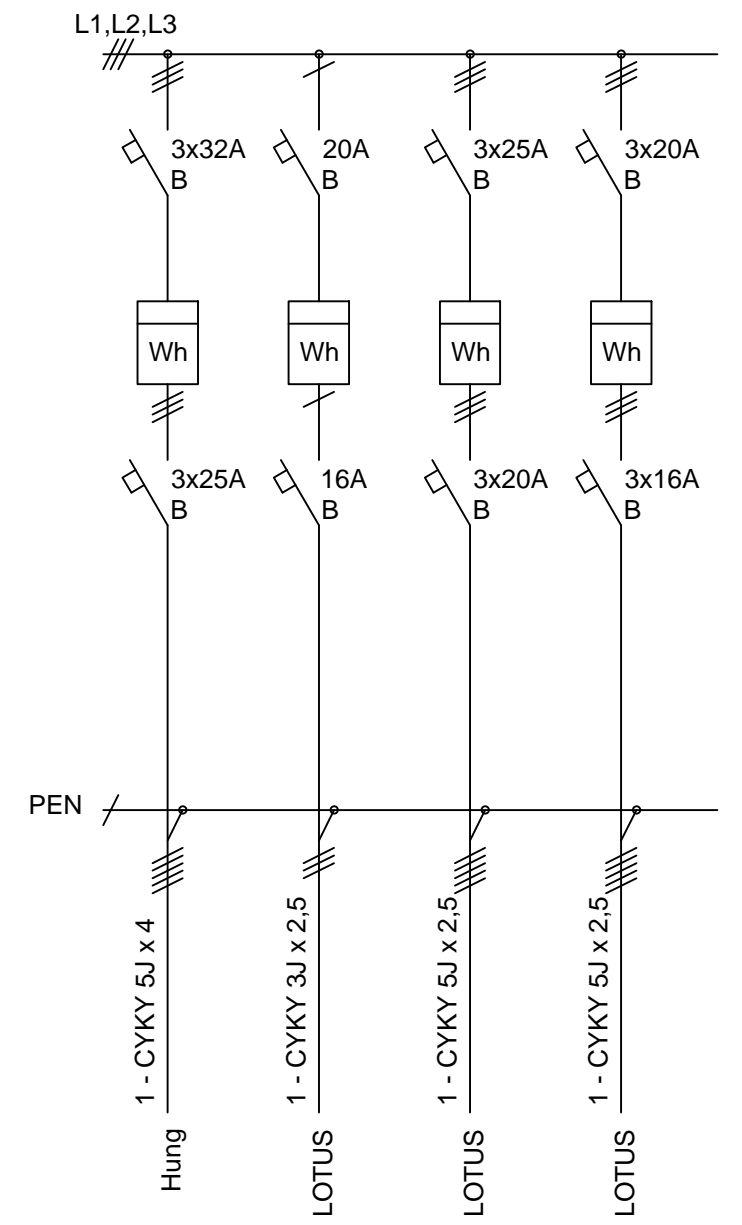 L1,L2,L3
3x32A
B
20A
B
3x25A
B
3x20A
B
Wh
Wh
Wh
Wh
3x25A
B
16A
B
3x20A
B
3x16A
B
PEN
1 - CYKY 5J x 4
1 - CYKY 3J x 2,5
1 - CYKY 5J x 2,5
1 - CYKY 5J x 2,5
Hung
LOTUS
LOTUS
LOTUS